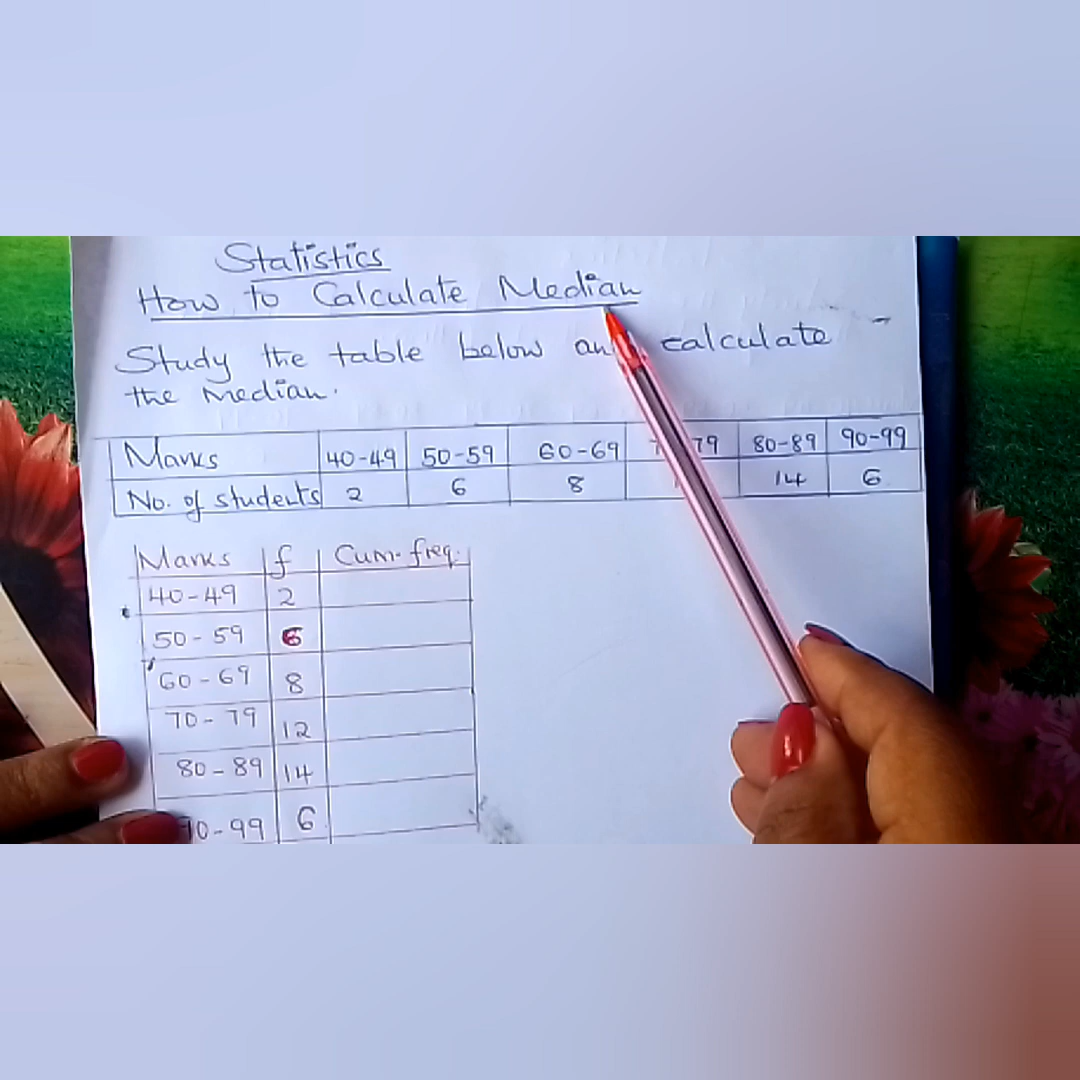 Statistics
How to Calculate Median
Study the table below calculate
the Median.
Marks 40-49 50-59 60-69 80-89 90-99
No. of students 2 6 8 14 6
Marks f Cum. freq.
40-49 2
50-59 6
60-69 8
70-79 12
80-89 14
6